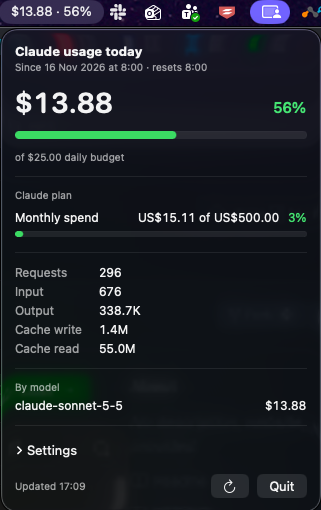 $13.88 · 56%
Claude usage today
Since 16 Nov 2026 at 8:00 · resets 8:00
$13.88 56%
of $25.00 daily budget
Claude plan
Monthly spend US$15.11 of US$500.00 3%
Requests 296
Input 676
Output 338.7K
Cache write 1.4M
Cache read 55.0M
By model
claude-sonnet-5-5 $13.88
> Settings
Updated 17:09 Quit